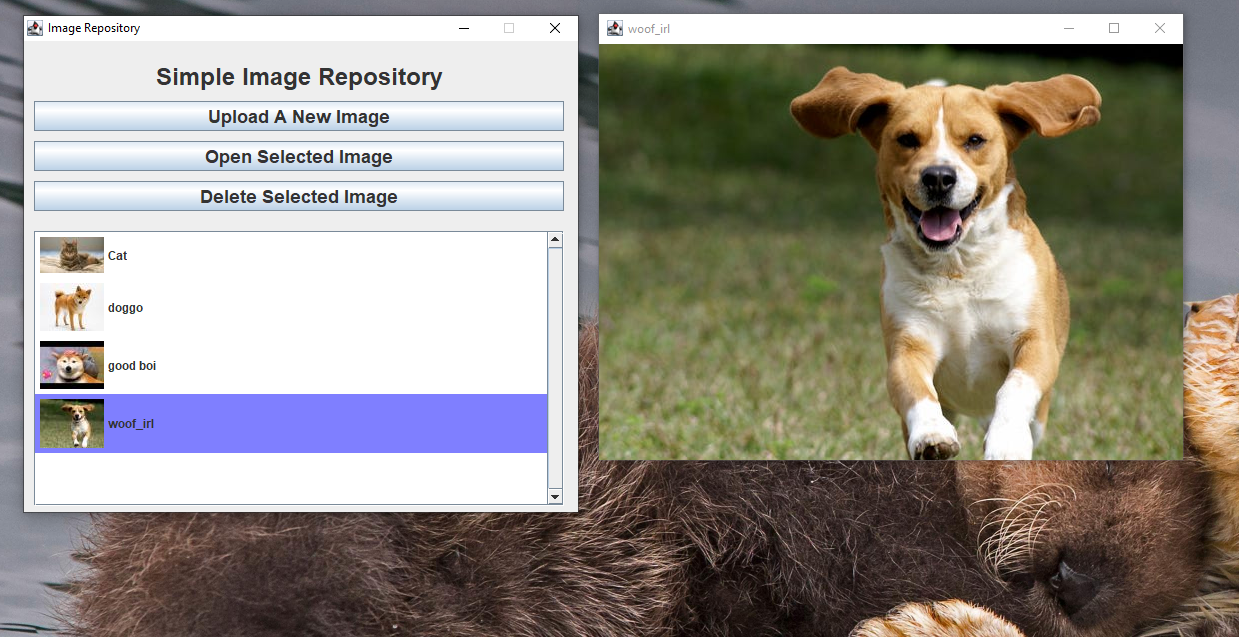 Image Repository
Simple Image Repository
Upload A New Image
Open Selected Image
Delete Selected Image
Cat
doggo
good boi
woof_irl
woof_irl